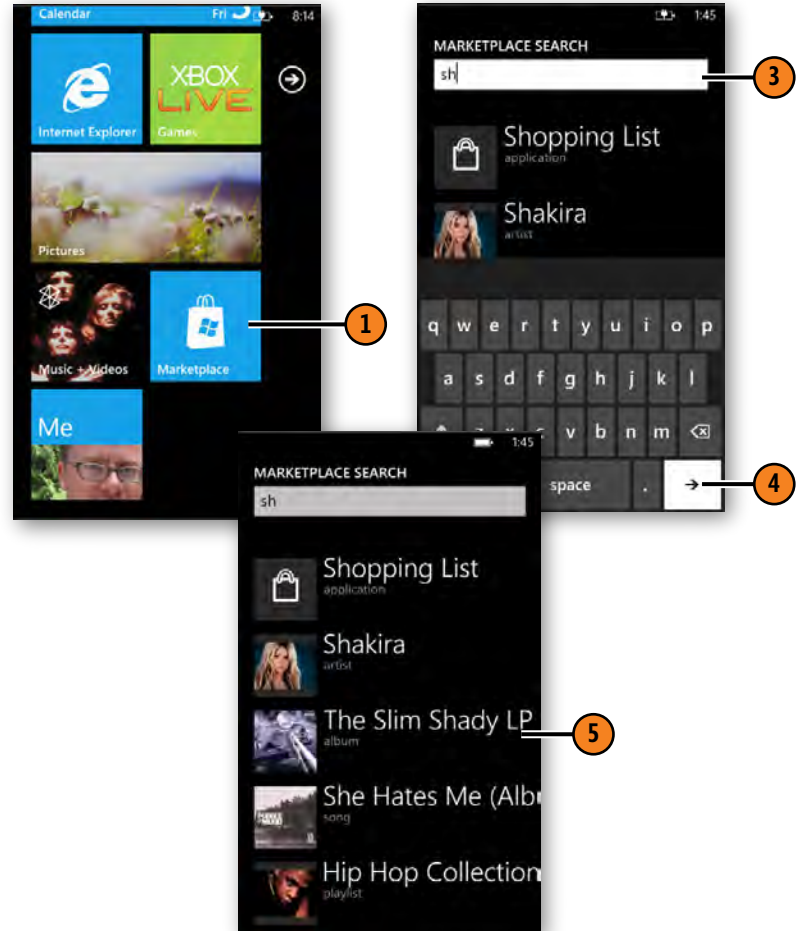 Calendar
Fri
8:14
XBOX
LIVE
Internet Explorer
Games
Pictures
Music + Videos
Marketplace
1
Me
1:45
MARKETPLACE SEARCH
sh
3
Shopping List
application
Shakira
artist
q w e r t y u i o p
a s d f g h j k l
c v b n m
space . →
4
1:45
MARKETPLACE SEARCH
sh
Shopping List
application
Shakira
artist
The Slim Shady LP
album
5
She Hates Me (Alb
song
Hip Hop Collection
playlist